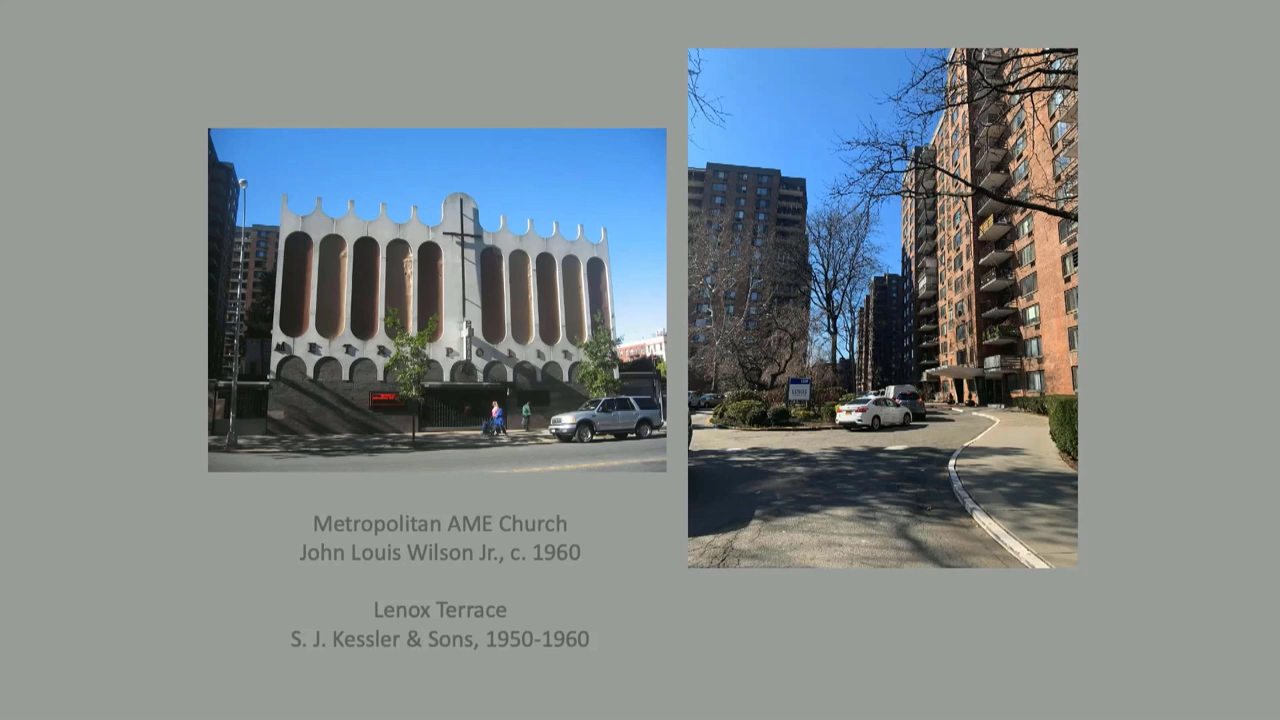 Metropolitan AME Church
John Louis Wilson Jr., c. 1960
Lenox Terrace
S. J. Kessler & Sons, 1950-1960